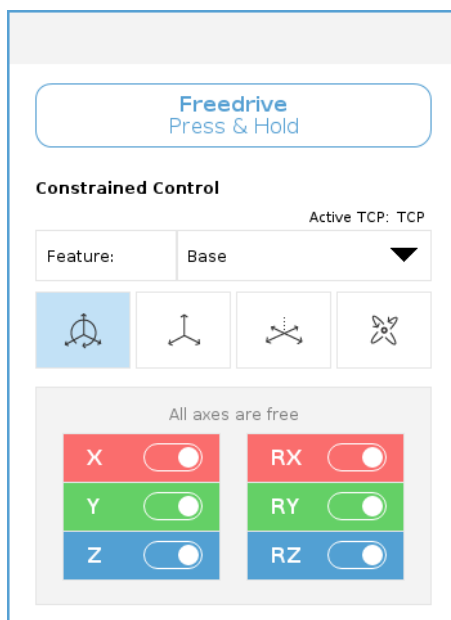 Freedrive
Press & Hold
Constrained Control
Active TCP: TCP
Feature: Base
All axes are free
X RX
Y RY
Z RZ